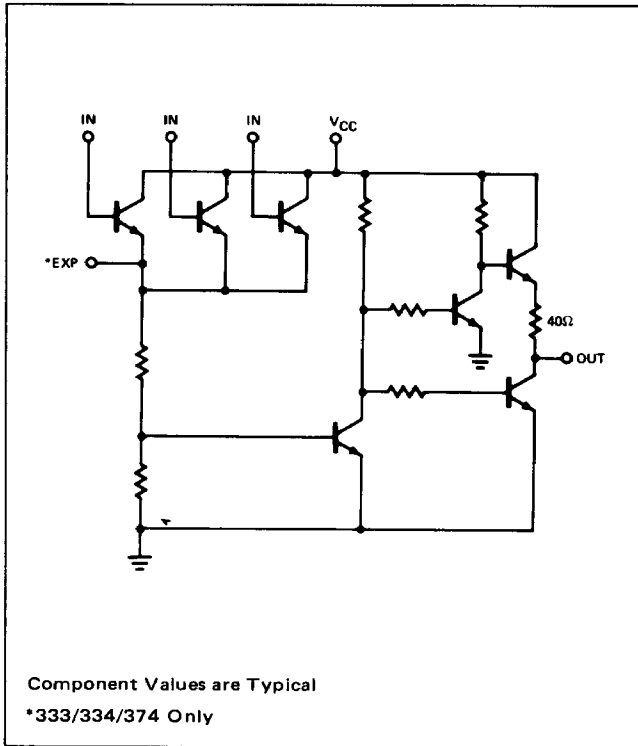 IN IN IN VCC
*EXP
40Ω
OUT
Component Values are Typical
*333/334/374 Only